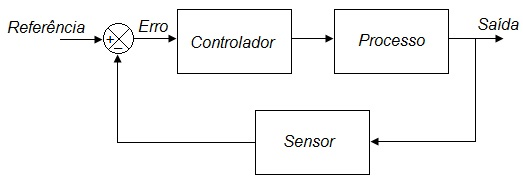 Referência
Erro
Controlador
Processo
Saída
+
−
Sensor